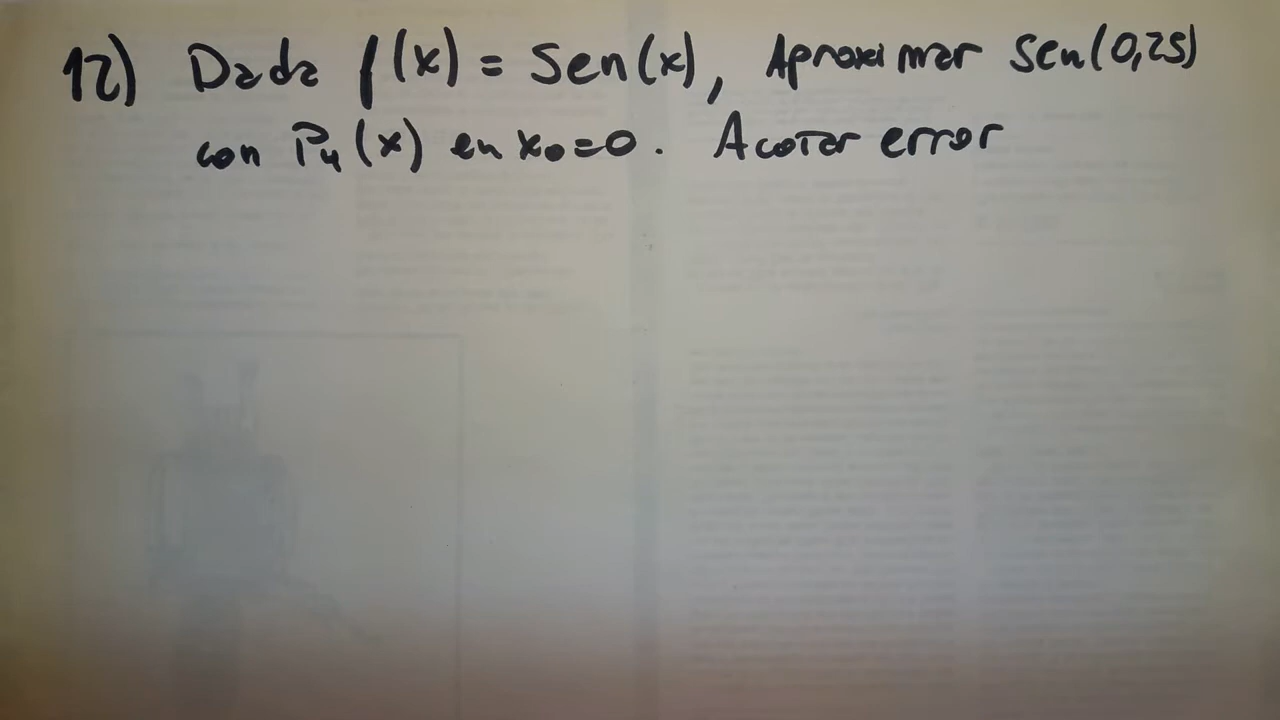 12) Dada f(x) = Sen(x), Aproximar Sen(0,25)
con P₄(x) en x₀=0. Acotar error